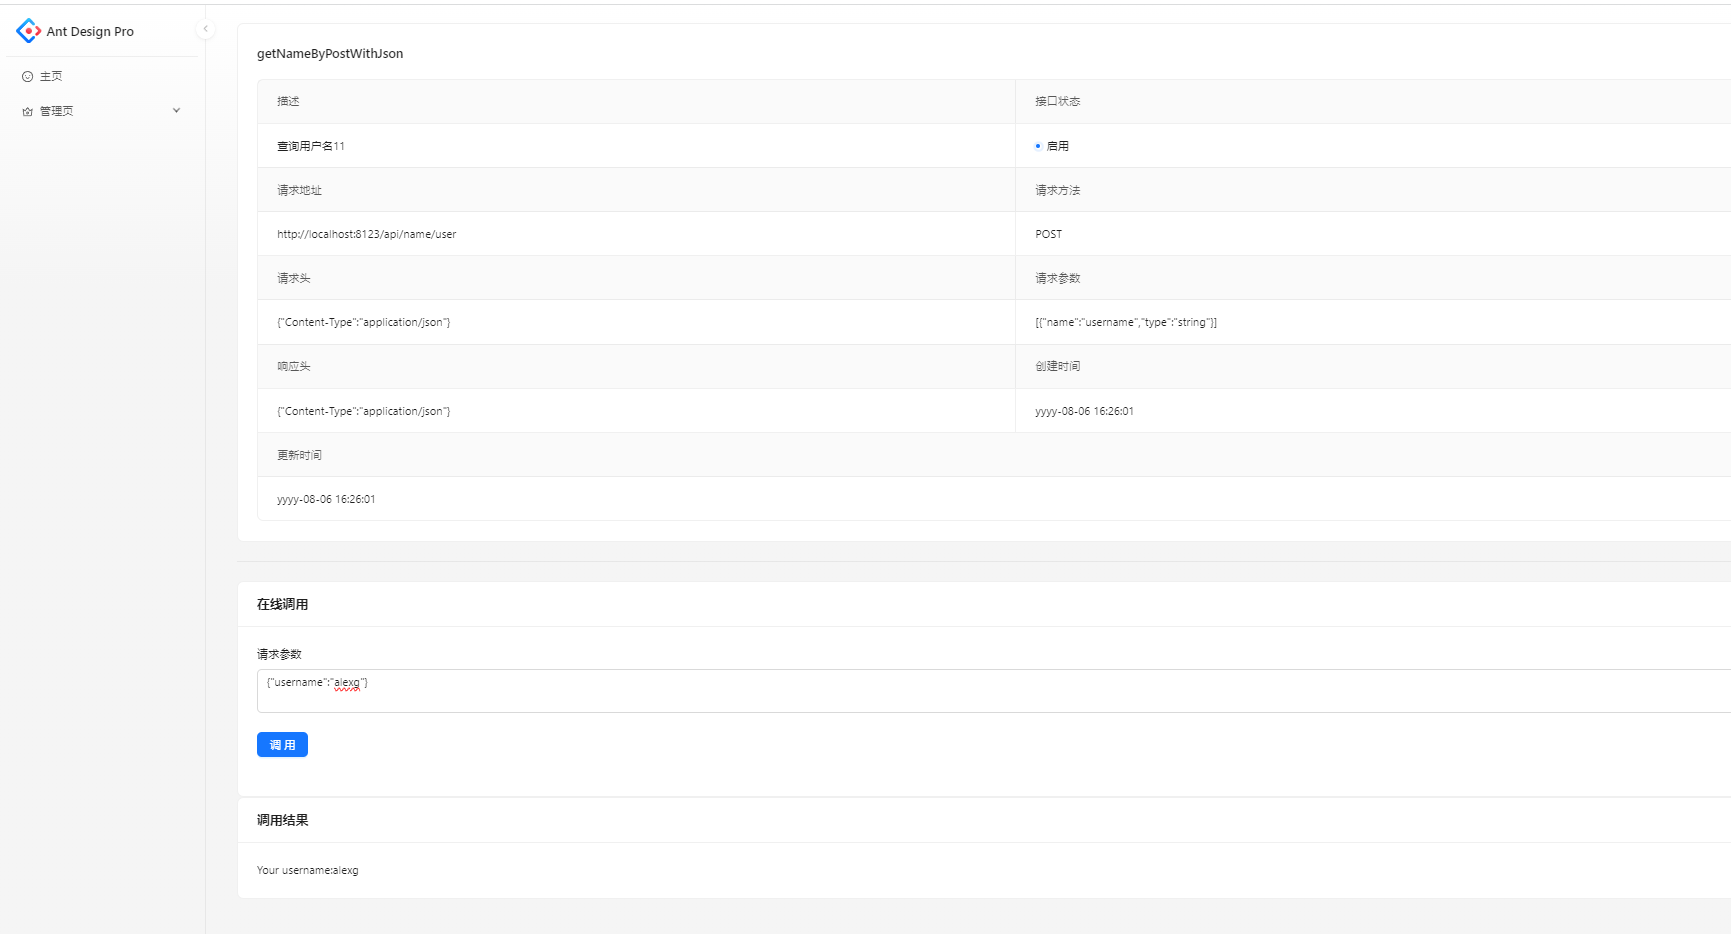 Ant Design Pro
主页
管理页
getNameByPostWithJson
描述
接口状态
查询用户名11
启用
请求地址
请求方法
http://localhost:8123/api/name/user
POST
请求头
请求参数
{"Content-Type":"application/json"}
[{"name":"username","type":"string"}]
响应头
创建时间
{"Content-Type":"application/json"}
yyyy-08-06 16:26:01
更新时间
yyyy-08-06 16:26:01
在线调用
请求参数
{"username":"alexg"}
调 用
调用结果
Your username:alexg